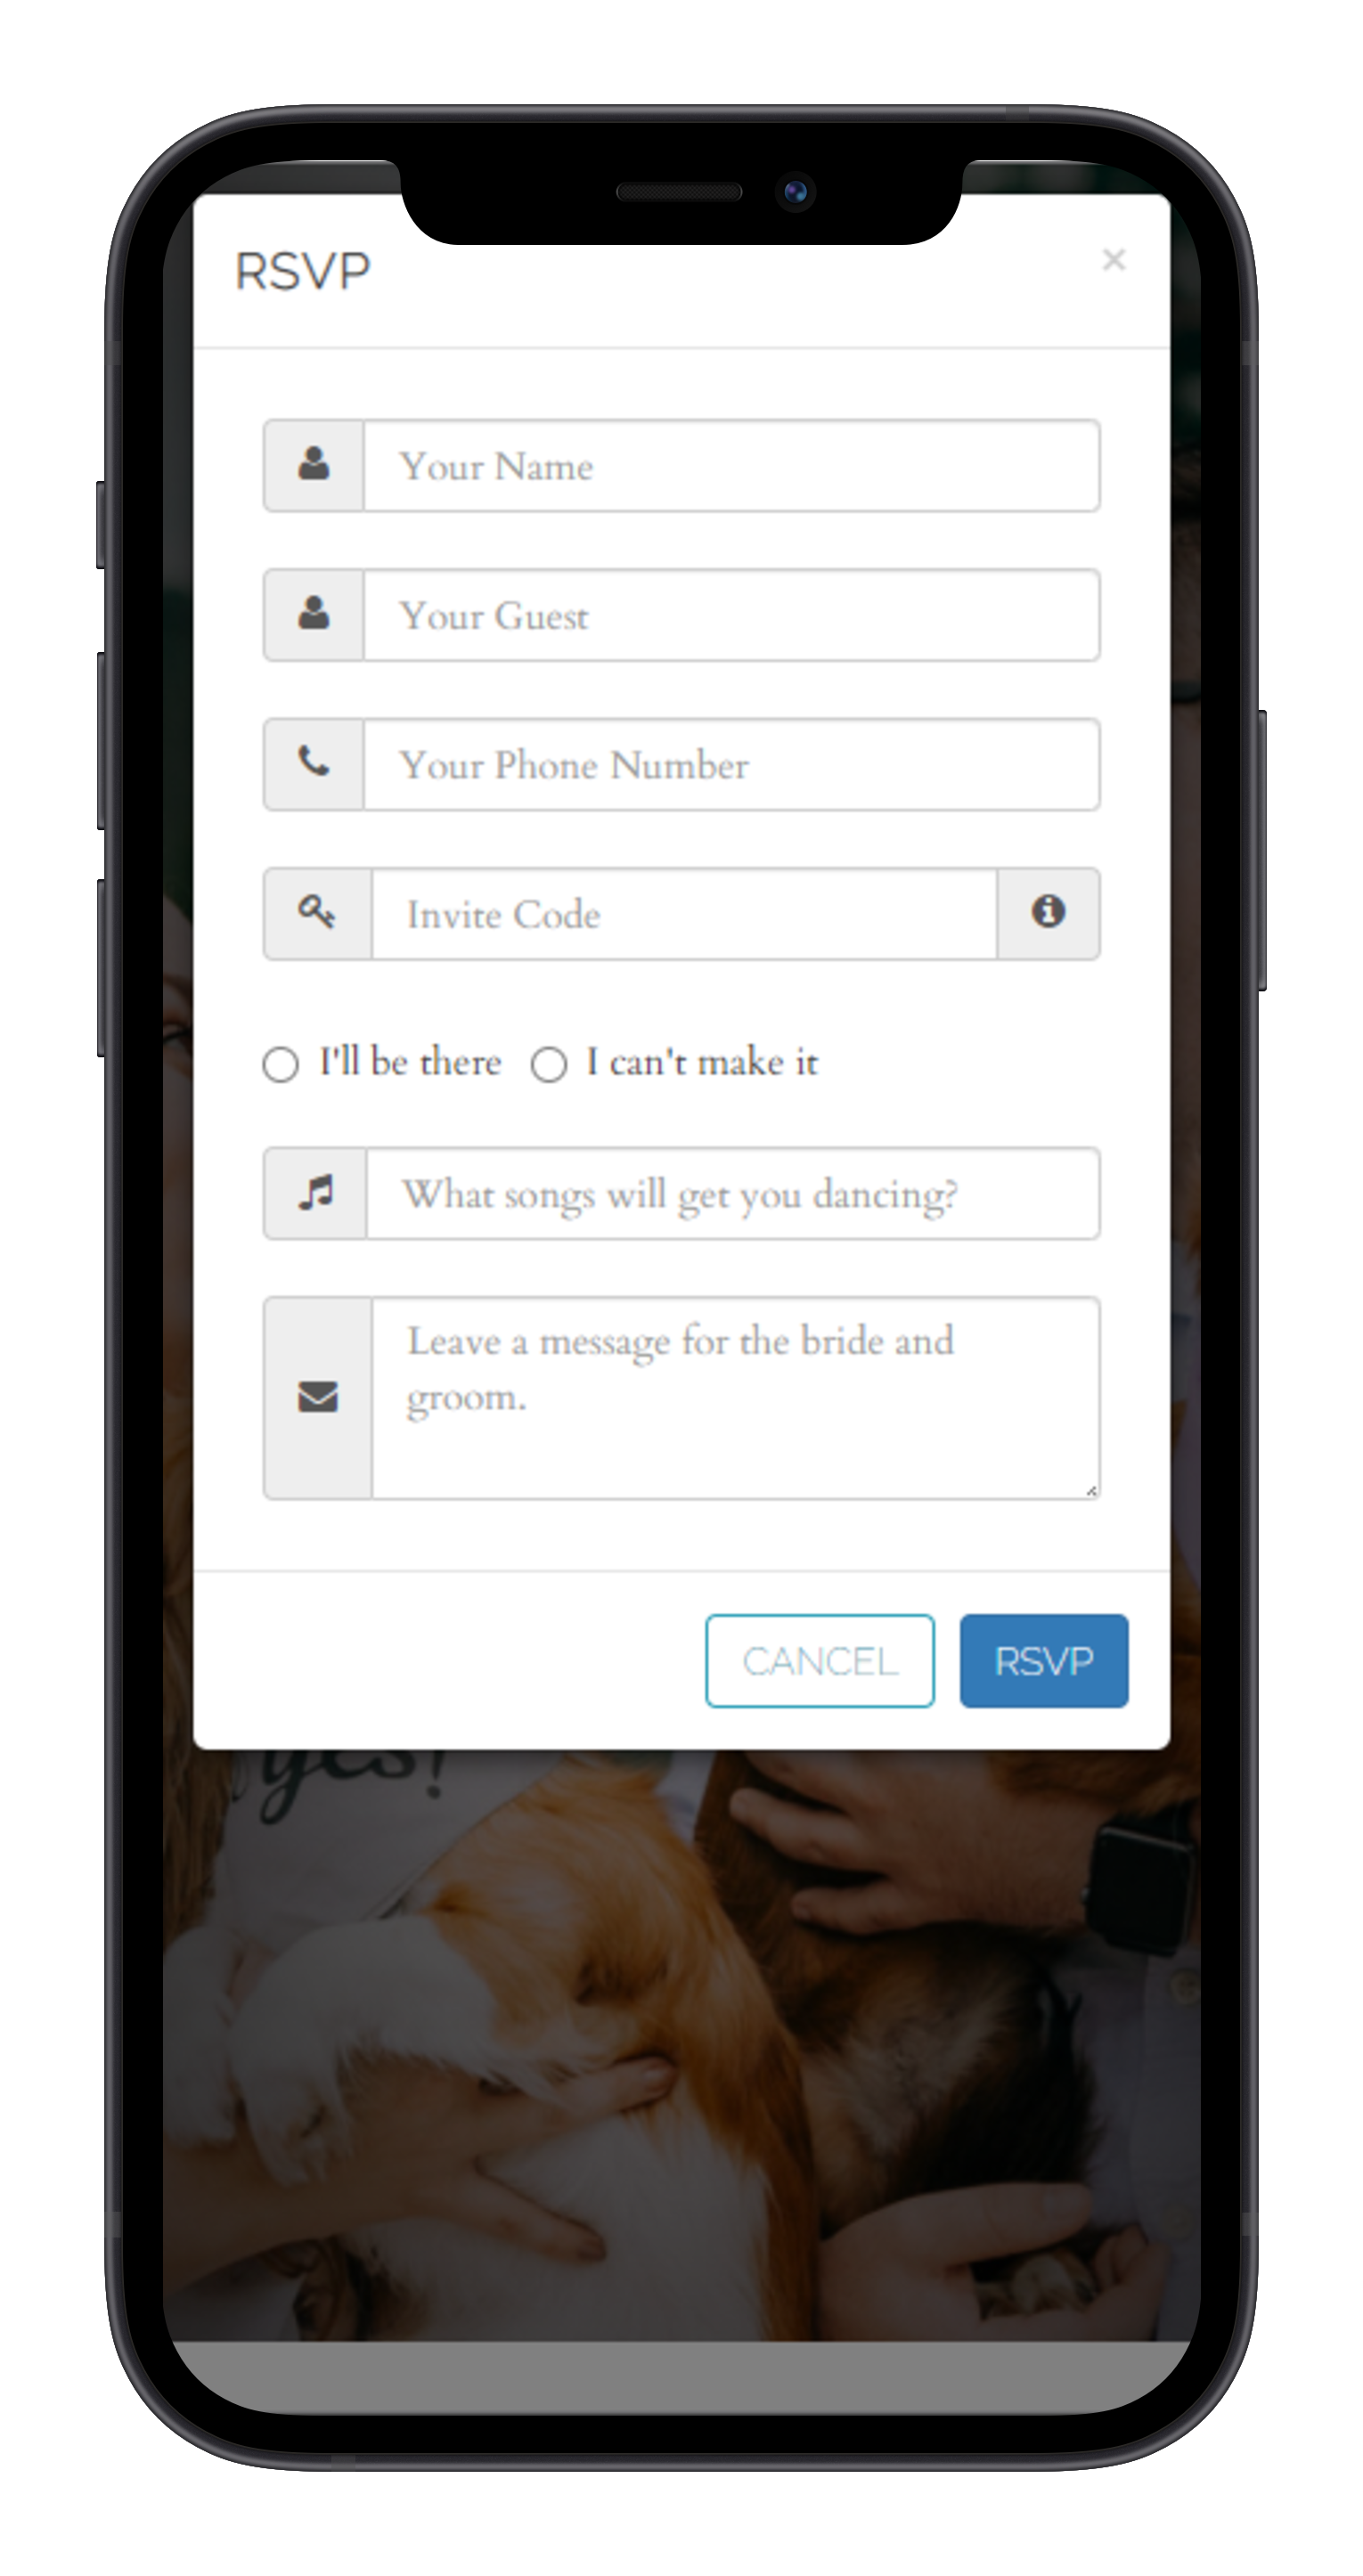 RSVP
×
Your Name
Your Guest
Your Phone Number
Invite Code
I'll be there I can't make it
What songs will get you dancing?
Leave a message for the bride and
groom.
CANCEL RSVP
yes!